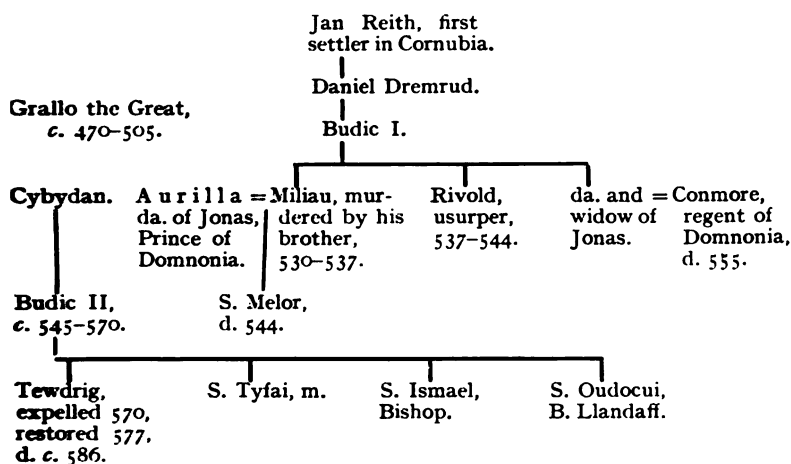 Jan Reith, first
settler in Cornubia.
Daniel Dremrud.
Grallo the Great,
c. 470–505.
Budic I.
Cybydan.
Aurilla = Miliau, mur-
da. of Jonas, dered by his
Prince of brother,
Domnonia. 530–537.
Rivold,
usurper,
537–544.
da. and = Conmore,
widow of regent of
Jonas. Domnonia,
d. 555.
Budic II,
c. 545–570.
S. Melor,
d. 544.
Tewdrig,
expelled 570,
restored 577,
d. c. 586.
S. Tyfai, m.
S. Ismael,
Bishop.
S. Oudocui,
B. Llandaff.